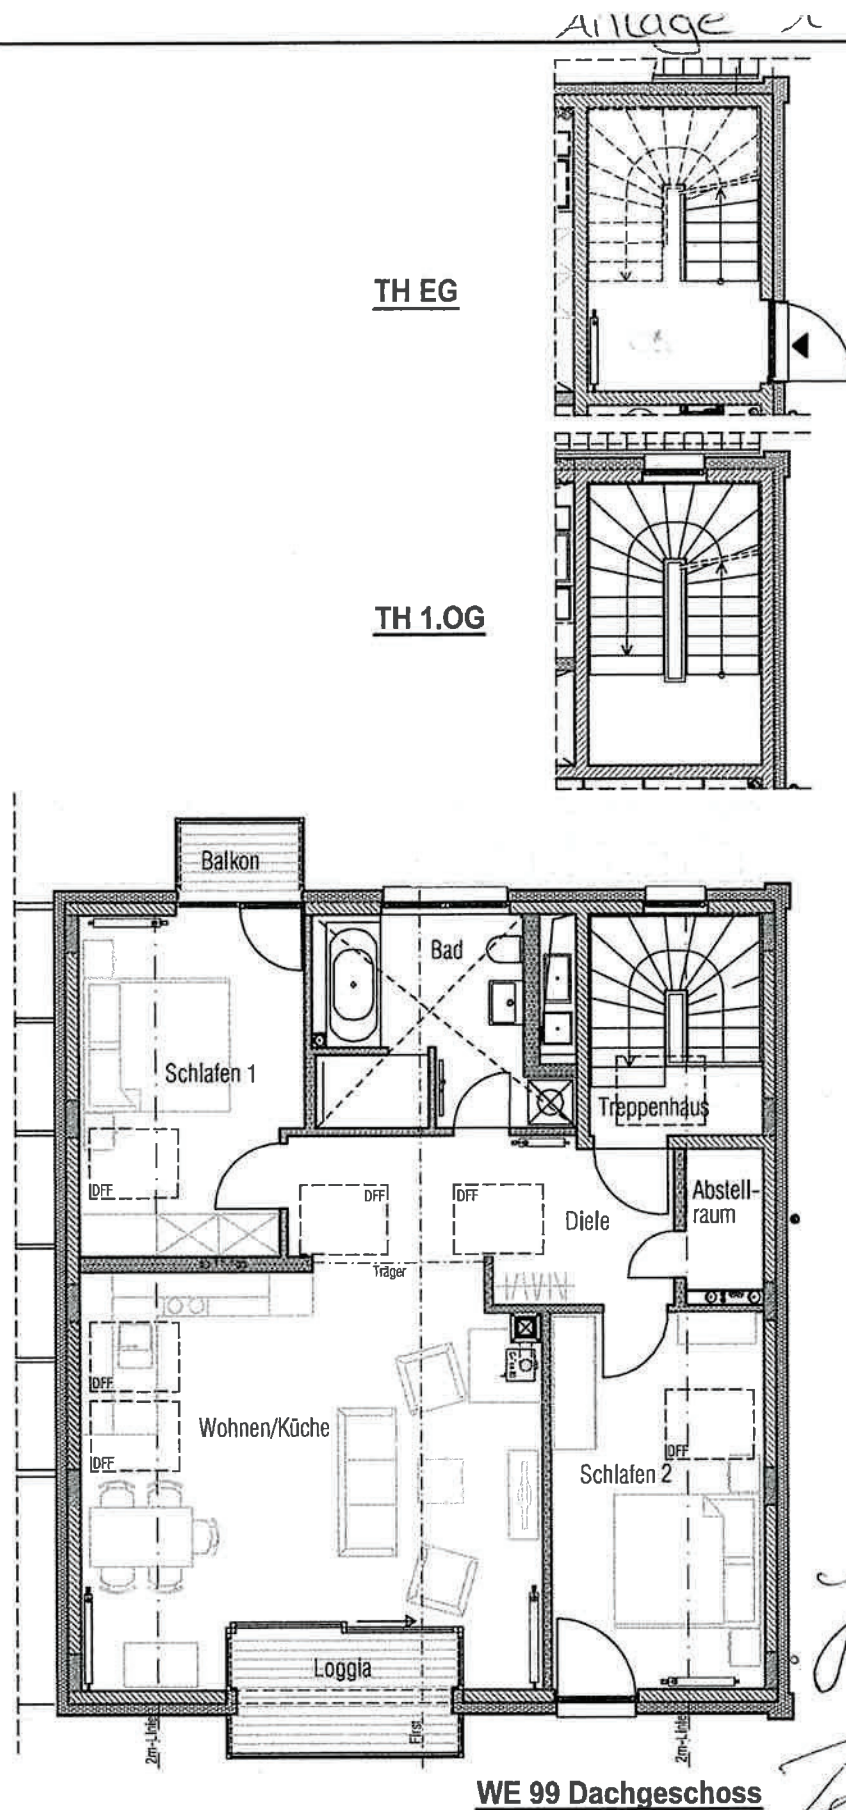 Anlage
TH EG
TH 1.OG
Balkon
Bad
Schlafen 1
Treppenhaus
DFF
DFF
DFF
Abstell-
raum
Diele
Träger
DFF
DFF
Wohnen/Küche
DFF
Schlafen 2
Loggia
2m-Linie
First
2m-Linie
WE 99 Dachgeschoss